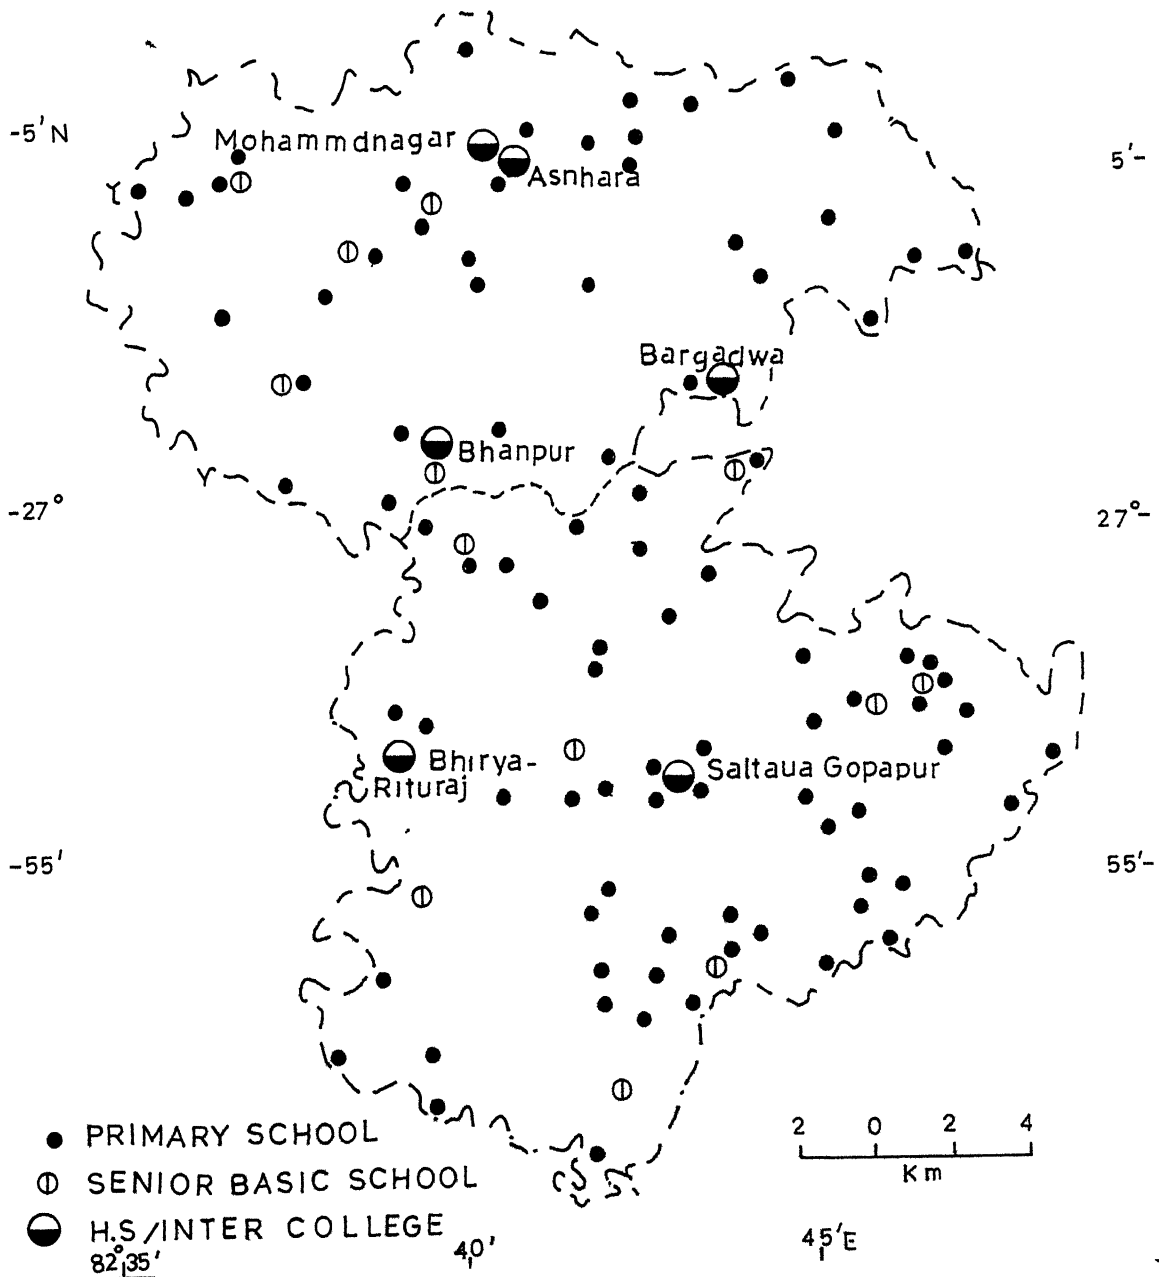 -5' N
Mohammdnagar
Asnhara
5'-
Bargadwa
Bhanpur
-27°
27°-
Bhirya-
Rituraj
Saltaua Gopapur
-55'
55'-
PRIMARY SCHOOL
SENIOR BASIC SCHOOL
H.S/INTER COLLEGE
2 0 2 4
Km
82° 35'
40'
45' E